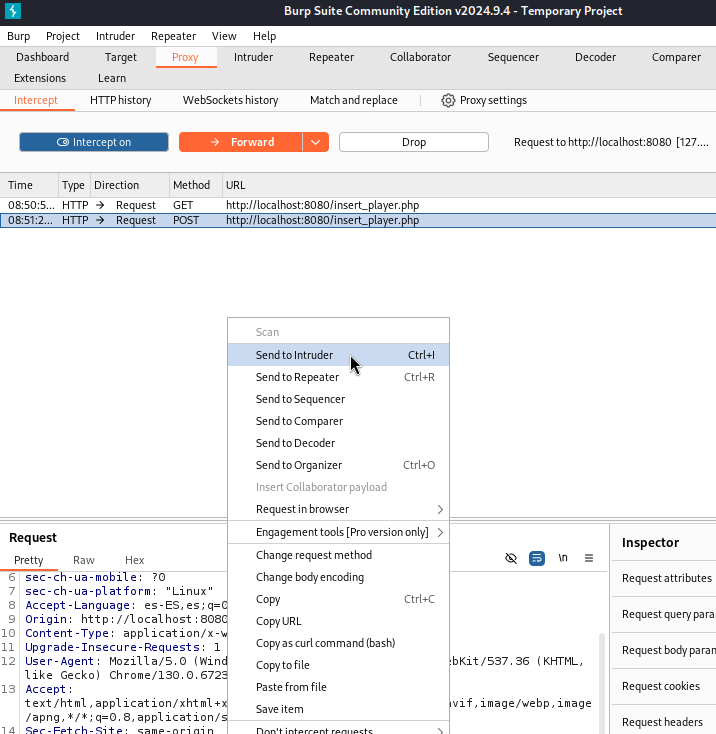 Burp Suite Community Edition v2024.9.4 - Temporary Project
Burp Project Intruder Repeater View Help
Dashboard Target Proxy Intruder Repeater Collaborator Sequencer Decoder Comparer
Extensions Learn
Intercept HTTP history WebSockets history Match and replace Proxy settings
Intercept on Forward Drop Request to http://localhost:8080 [127....
Time Type Direction Method URL
08:50:5... HTTP → Request GET http://localhost:8080/insert_player.php
08:51:2... HTTP → Request POST http://localhost:8080/insert_player.php
Scan
Send to Intruder Ctrl+I
Send to Repeater Ctrl+R
Send to Sequencer
Send to Comparer
Send to Decoder
Send to Organizer Ctrl+O
Insert Collaborator payload
Request in browser
Engagement tools [Pro version only]
Change request method
Change body encoding
Copy Ctrl+C
Copy URL
Copy as curl command (bash)
Copy to file
Paste from file
Save item
Don't intercept requests
Request
Pretty Raw Hex \n
6 sec-ch-ua-mobile: ?0
7 sec-ch-ua-platform: "Linux"
8 Accept-Language: es-ES,es;q=0
9 Origin: http://localhost:8080
10 Content-Type: application/x-w
11 Upgrade-Insecure-Requests: 1
12 User-Agent: Mozilla/5.0 (Wind ebKit/537.36 (KHTML,
like Gecko) Chrome/130.0.6723
13 Accept:
text/html,application/xhtml+x avif,image/webp,image
/apng,*/*;q=0.8,application/s
14 Sec-Fetch-Site: same-origin
Inspector
Request attributes
Request query para
Request body param
Request cookies
Request headers